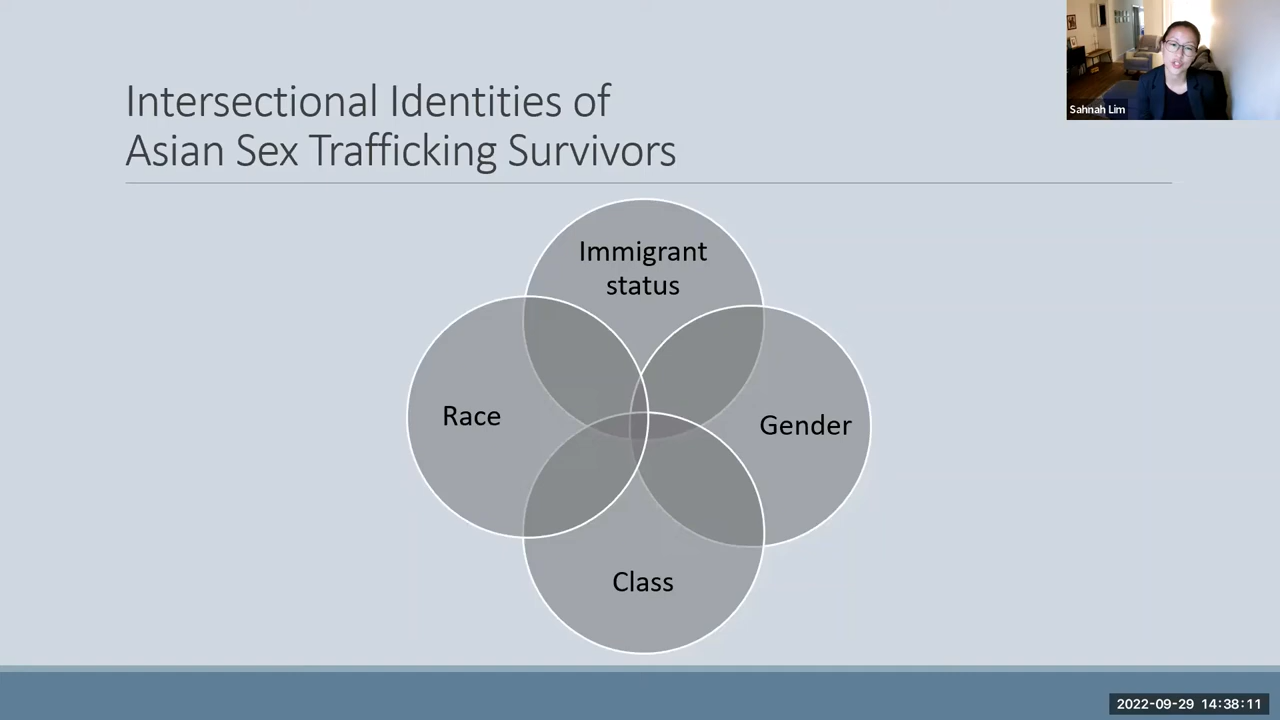 Sahnah Lim
Intersectional Identities of
Asian Sex Trafficking Survivors
Immigrant
status
Race
Gender
Class
2022-09-29 14:38:11